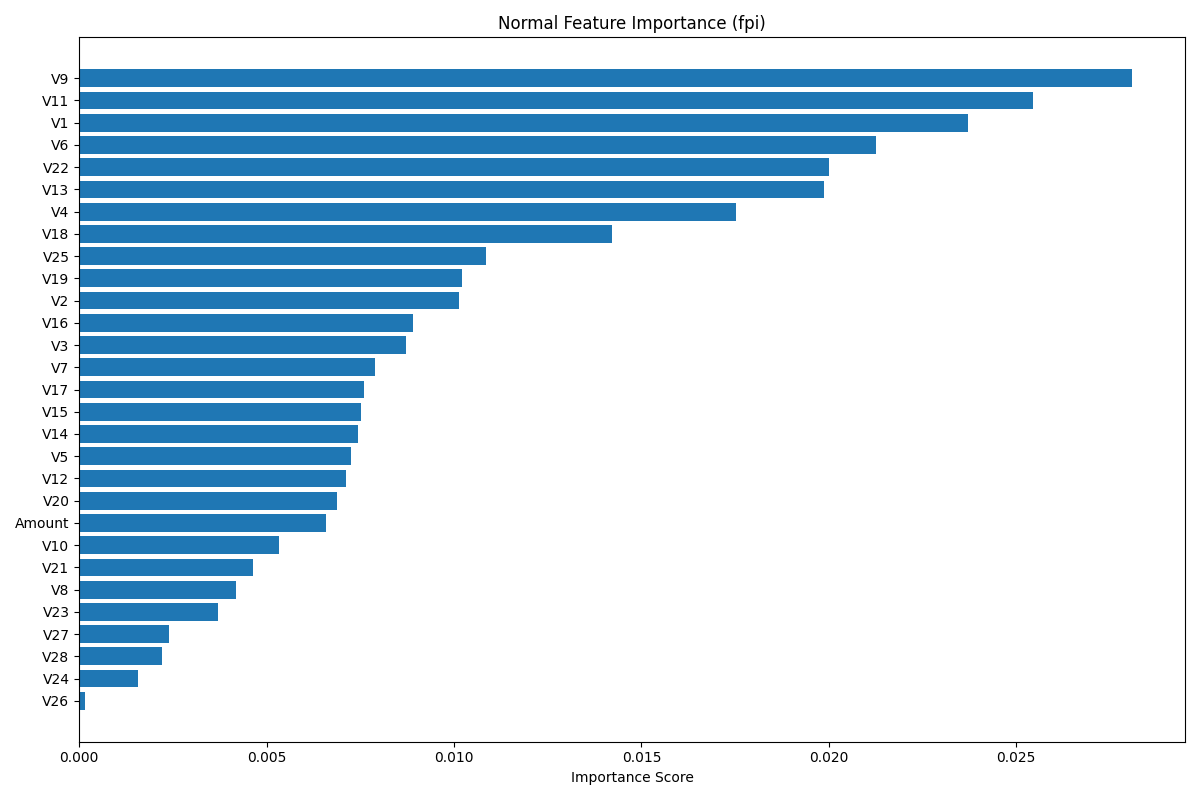 Normal Feature Importance (fpi)
V9
V11
V1
V6
V22
V13
V4
V18
V25
V19
V2
V16
V3
V7
V17
V15
V14
V5
V12
V20
Amount
V10
V21
V8
V23
V27
V28
V24
V26
0.000 0.005 0.010 0.015 0.020 0.025
Importance Score